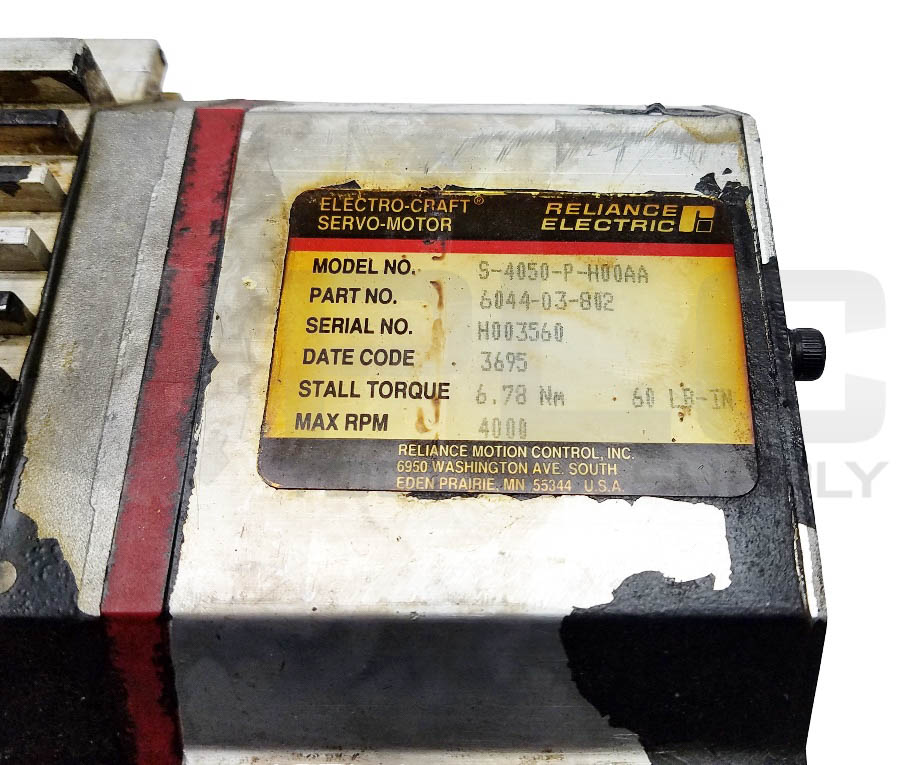 ELECTRO-CRAFT®
SERVO-MOTOR
RELIANCE
ELECTRIC
MODEL NO. S-4050-P-H00AA
PART NO. 6044-03-802
SERIAL NO. H003560
DATE CODE 3695
STALL TORQUE 6.78 Nm 60 LB-IN
MAX RPM 4000
RELIANCE MOTION CONTROL, INC.
6950 WASHINGTON AVE. SOUTH
EDEN PRAIRIE, MN 55344 U.S.A.